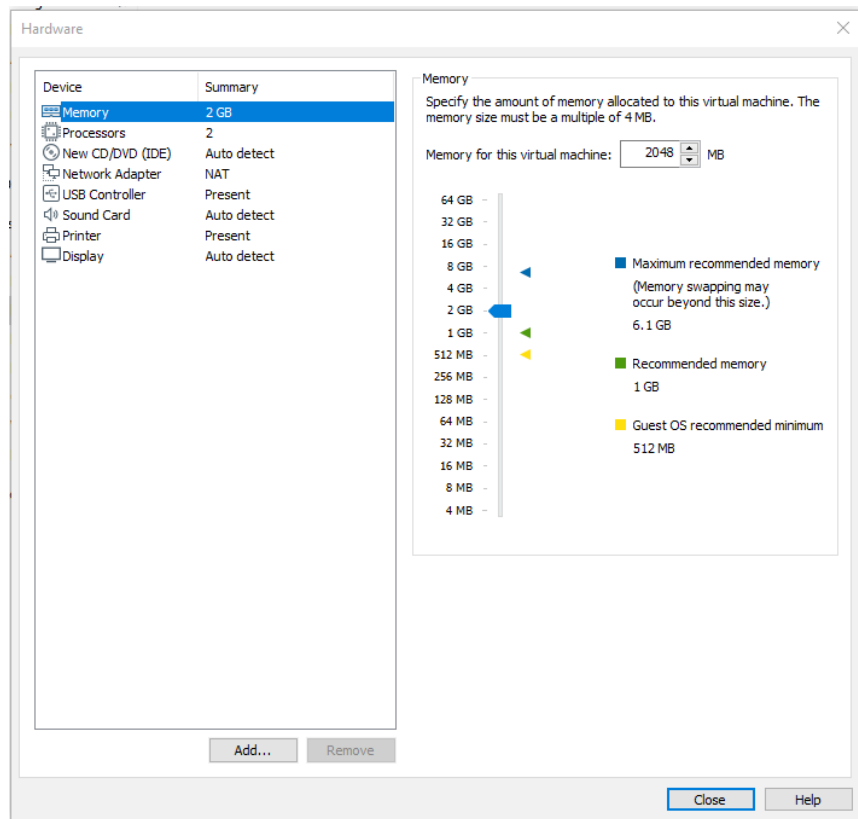 Hardware
Device Summary
Memory 2 GB
Processors 2
New CD/DVD (IDE) Auto detect
Network Adapter NAT
USB Controller Present
Sound Card Auto detect
Printer Present
Display Auto detect
Add... Remove
Memory
Specify the amount of memory allocated to this virtual machine. The
memory size must be a multiple of 4 MB.
Memory for this virtual machine: 2048 MB
64 GB
32 GB
16 GB
8 GB
4 GB
2 GB
1 GB
512 MB
256 MB
128 MB
64 MB
32 MB
16 MB
8 MB
4 MB
Maximum recommended memory
(Memory swapping may
occur beyond this size.)
6.1 GB
Recommended memory
1 GB
Guest OS recommended minimum
512 MB
Close Help